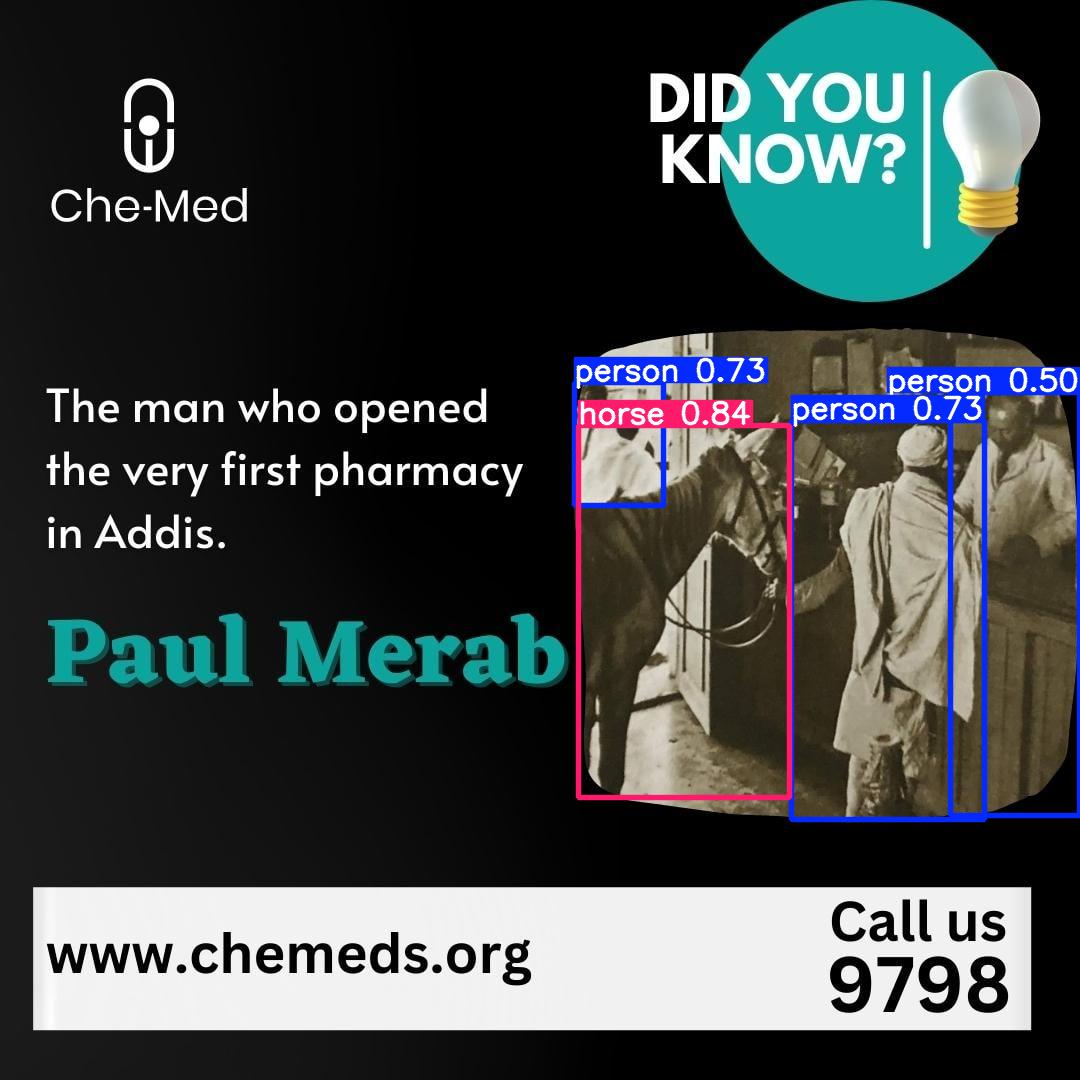 Che-Med
DID YOU
KNOW?
The man who opened
the very first pharmacy
in Addis.
Paul Merab
person 0.73
horse 0.84
person 0.73
person 0.50
www.chemeds.org
Call us
9798